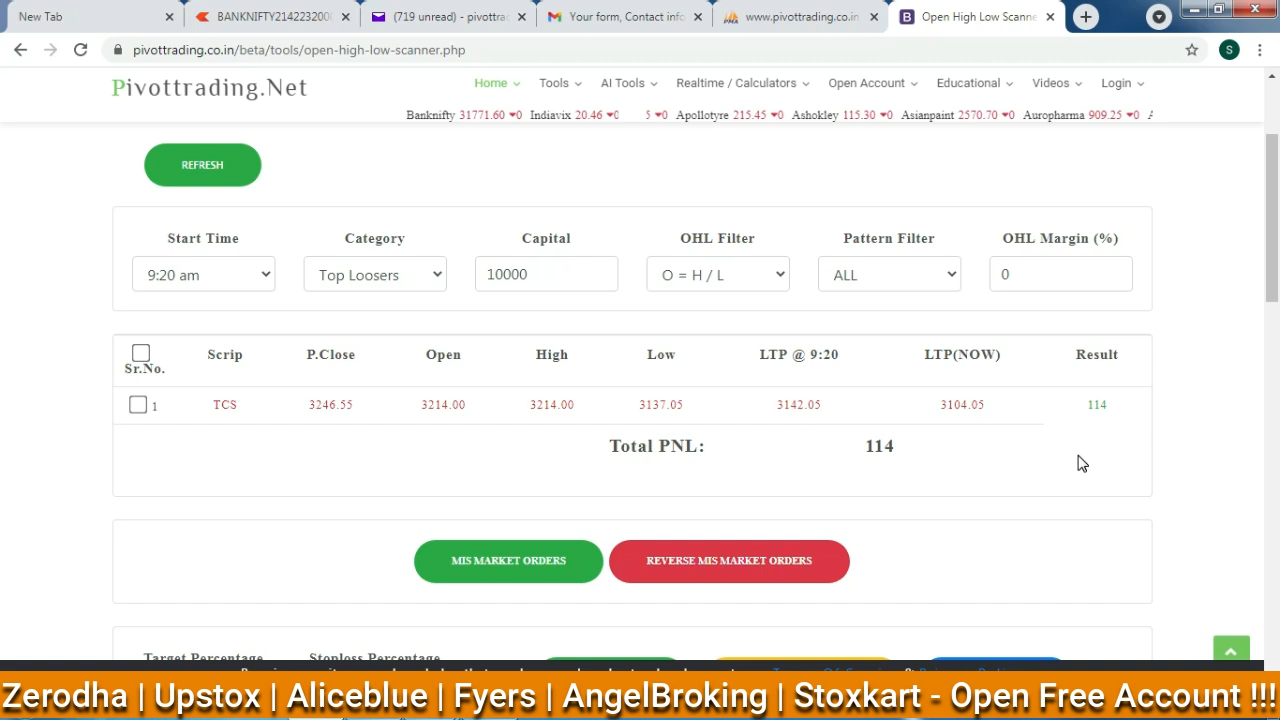 New Tab
BANKNIFTY2142232000
(719 unread) - pivottra
Your form, Contact info
www.pivottrading.co.in
Open High Low Scanne
pivottrading.co.in/beta/tools/open-high-low-scanner.php
S
Pivottrading.Net
Home
Tools
AI Tools
Realtime / Calculators
Open Account
Educational
Videos
Login
Banknifty 31771.60 ▼0 Indiavix 20.46 ▼0 5 ▼0 Apollotyre 215.45 ▼0 Ashokley 115.30 ▼0 Asianpaint 2570.70 ▼0 Auropharma 909.25 ▼0
REFRESH
Start Time Category Capital OHL Filter Pattern Filter OHL Margin (%)
9:20 am Top Loosers 10000 O = H / L ALL 0
Sr.No. Scrip P.Close Open High Low LTP @ 9:20 LTP(NOW) Result
1 TCS 3246.55 3214.00 3214.00 3137.05 3142.05 3104.05 114
Total PNL: 114
MIS MARKET ORDERS
REVERSE MIS MARKET ORDERS
Target Percentage Stoploss Percentage
Zerodha | Upstox | Aliceblue | Fyers | AngelBroking | Stoxkart - Open Free Account !!!